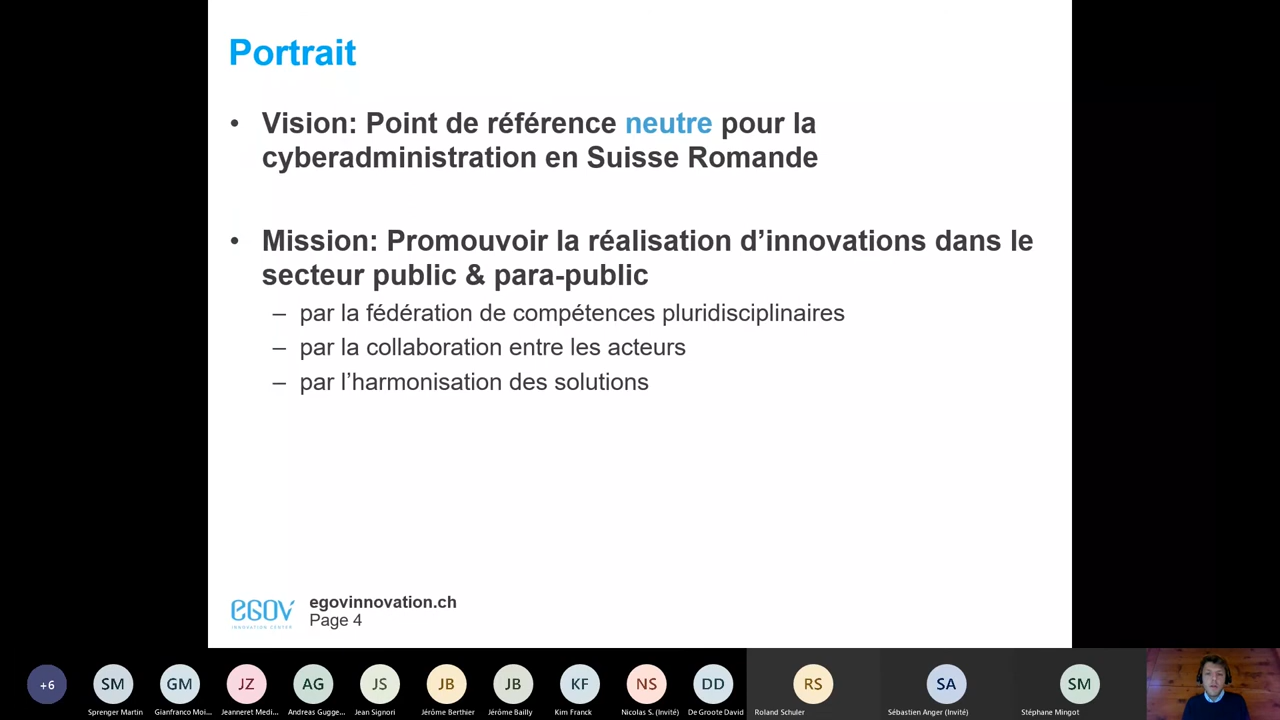 Portrait
• Vision: Point de référence neutre pour la
cyberadministration en Suisse Romande
• Mission: Promouvoir la réalisation d’innovations dans le
secteur public & para-public
– par la fédération de compétences pluridisciplinaires
– par la collaboration entre les acteurs
– par l’harmonisation des solutions
eGOV
INNOVATION CENTER
egovinnovation.ch
Page 4
+6
SM
GM
JZ
AG
JS
JB
JB
KF
NS
DD
RS
SA
SM
Sprenger Martin
Gianfranco Moi...
Jeanneret Medi...
Andreas Gugge...
Jean Signori
Jérôme Berthier
Jérôme Bailly
Kim Franck
Nicolas S. (Invité)
De Groote David
Roland Schuler
Sébastien Anger (Invité)
Stéphane Mingot